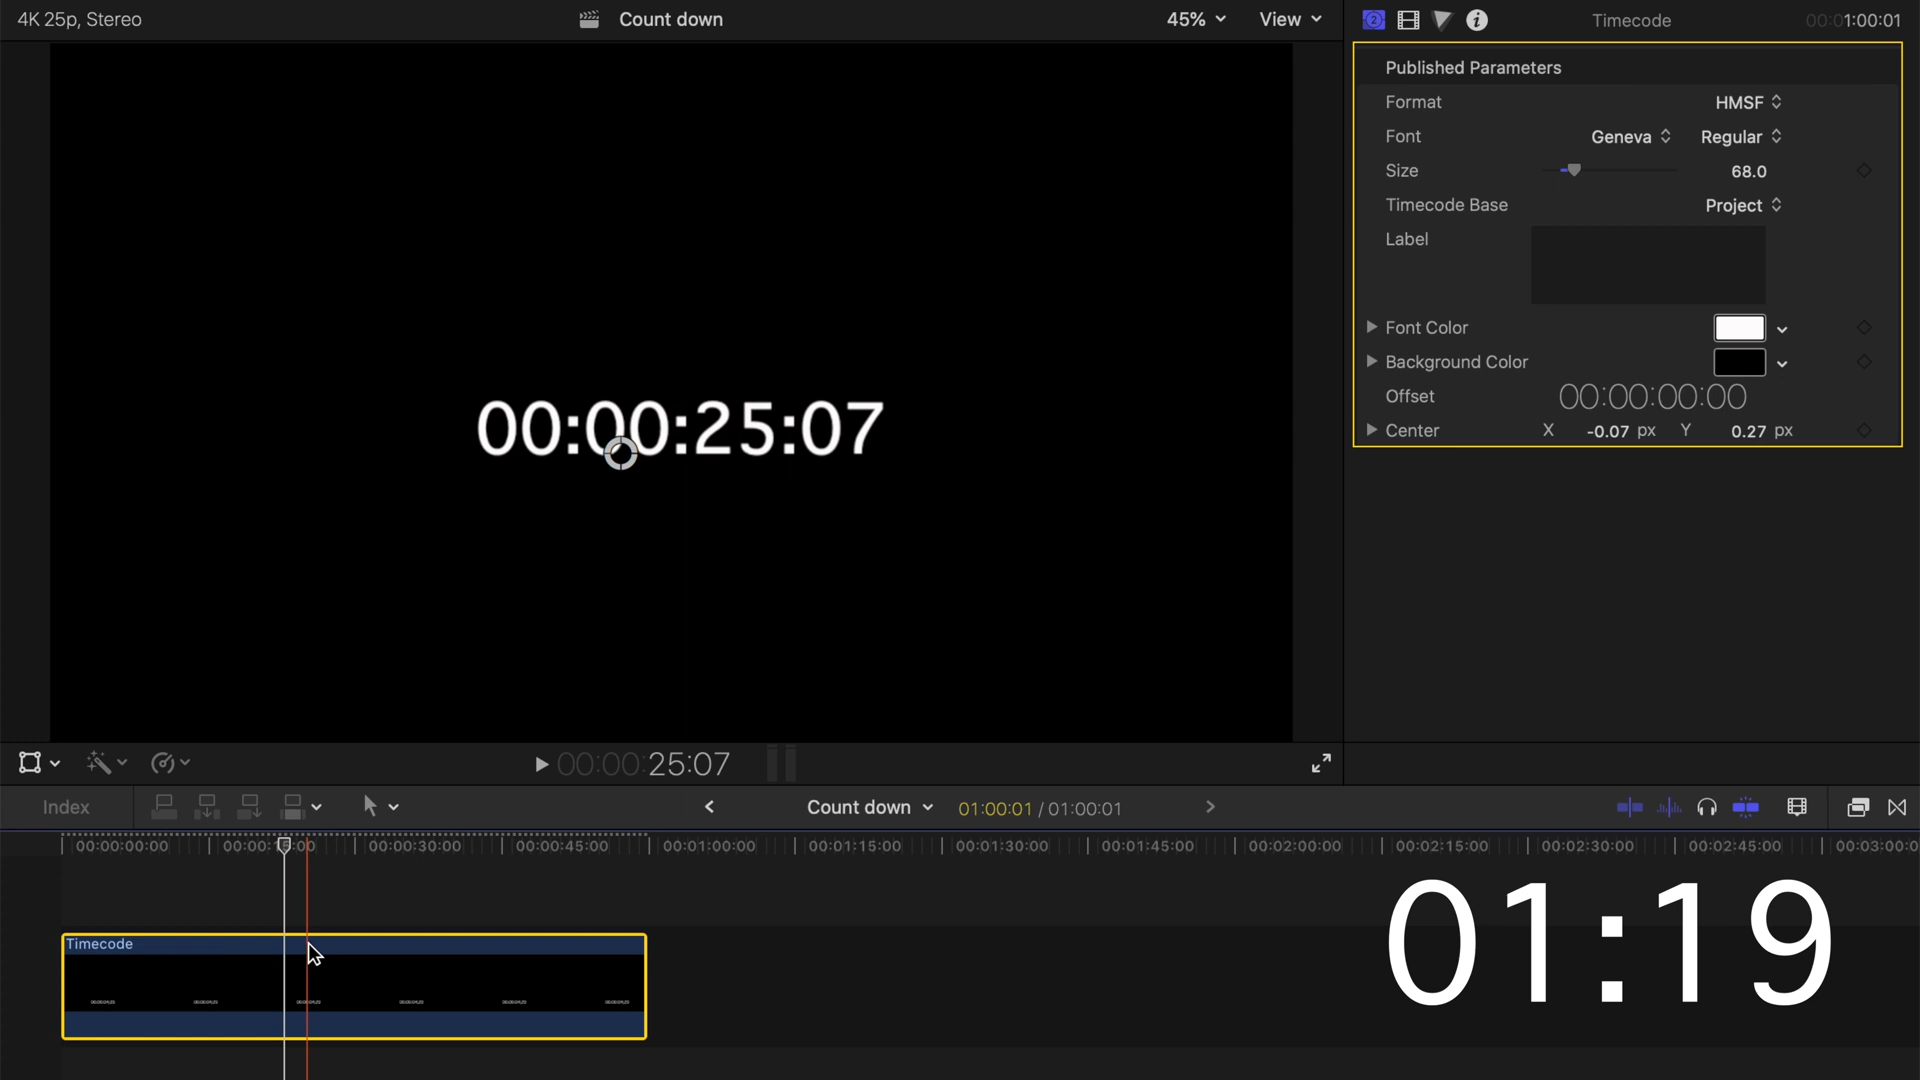 4K 25p, Stereo
Count down
45%
View
Timecode
00:01:00:01
Published Parameters
Format
HMSF
Font
Geneva
Regular
Size
68.0
Timecode Base
Project
Label
Font Color
Background Color
Offset
00:00:00:00
Center
X
-0.07 px
Y
0.27 px
00:00:25:07
00:00:25:07
Index
Count down
01:00:01 / 01:00:01
00:00:00:00
00:00:30:00
00:00:45:00
00:01:00:00
00:01:15:00
00:01:30:00
00:01:45:00
00:02:00:00
00:02:15:00
00:02:30:00
00:02:45:00
00:03:00:0
01:19
Timecode